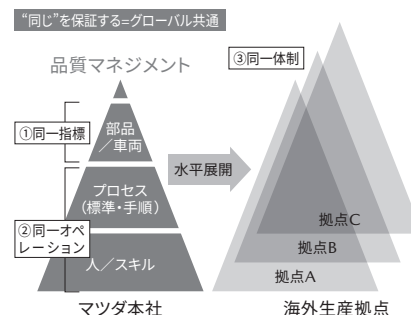 “同じ”を保証する=グローバル共通
品質マネジメント
③同一体制
①同一指標
部品
／車両
水平展開
プロセス
(標準・手順)
②同一オペ
レーション
人／スキル
拠点C
拠点B
拠点A
マツダ本社
海外生産拠点